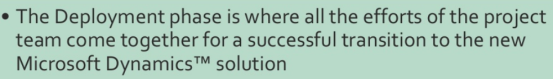 • The Deployment phase is where all the efforts of the project
team come together for a successful transition to the new
Microsoft Dynamics™ solution